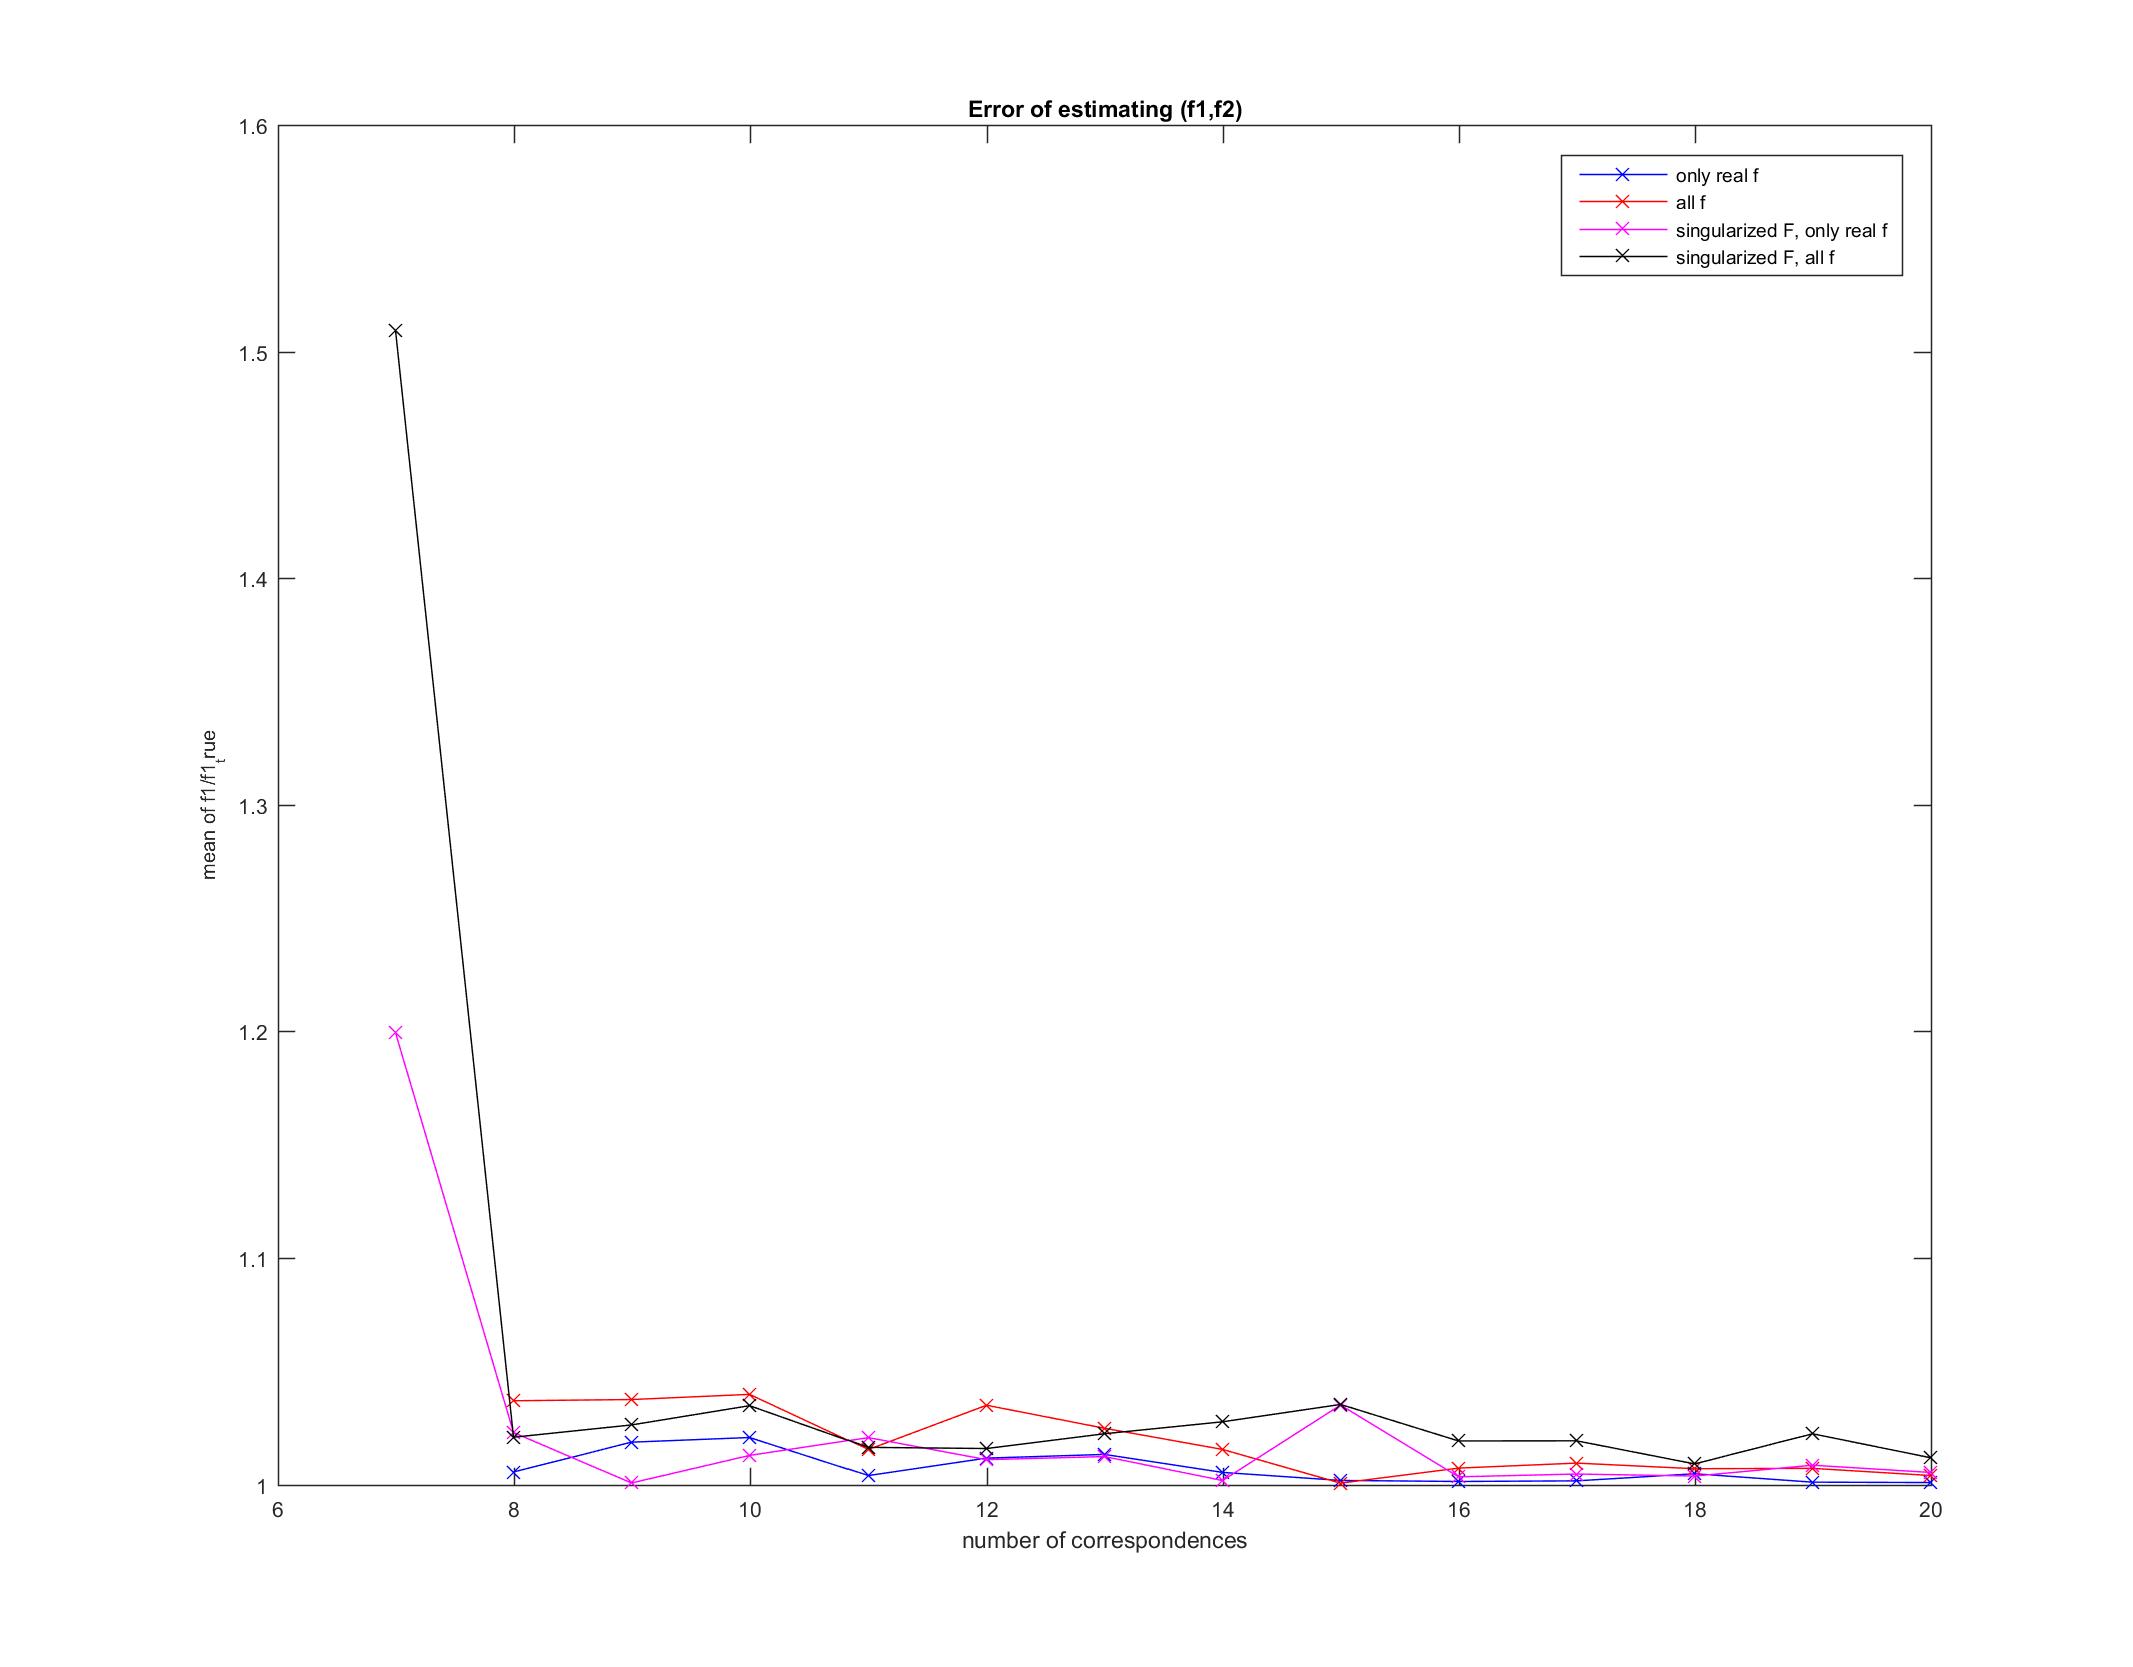 Error of estimating (f1,f2)
1.6
1.5
1.4
1.3
1.2
1.1
1
mean of f1/f1_true
only real f
all f
singularized F, only real f
singularized F, all f
6 8 10 12 14 16 18 20
number of correspondences